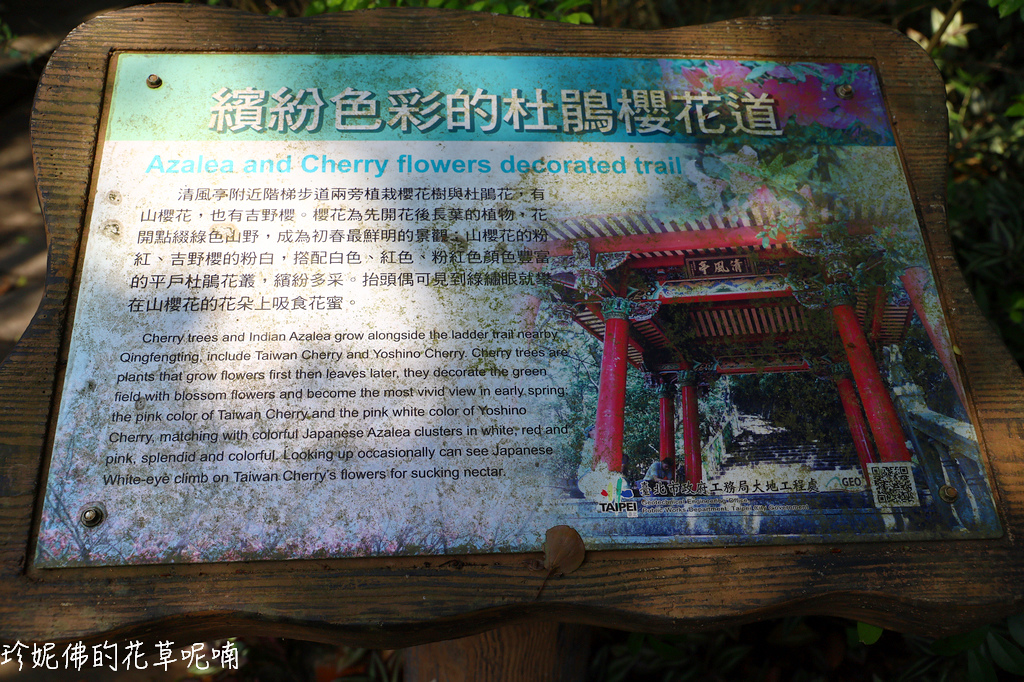 繽紛色彩的杜鵑櫻花道
Azalea and Cherry flowers decorated trail
清風亭附近階梯步道兩旁植栽櫻花樹與杜鵑花，有
山櫻花，也有吉野櫻。櫻花為先開花後長葉的植物，花
開點綴綠色山野，成為初春最鮮明的景觀；山櫻花的粉
紅、吉野櫻的粉白，搭配白色、紅色、粉紅色顏色豐富
的平戶杜鵑花叢，繽紛多采。抬頭偶可見到綠繡眼就攀
在山櫻花的花朵上吸食花蜜。
Cherry trees and Indian Azalea grow alongside the ladder trail nearby
Qingfengting, include Taiwan Cherry and Yoshino Cherry. Cherry trees are
plants that grow flowers first then leaves later, they decorate the green
field with blossom flowers and become the most vivid view in early spring:
the pink color of Taiwan Cherry and the pink white color of Yoshino
Cherry, matching with colorful Japanese Azalea clusters in white, red and
pink, splendid and colorful. Looking up occasionally can see Japanese
White-eye climb on Taiwan Cherry's flowers for sucking nectar.
清風亭
TAIPEI
臺北市政府工務局大地工程處
GEO
Geotechnical Engineering Office,
Public Works Department, Taipei City Government
珍妮佛的花草呢喃